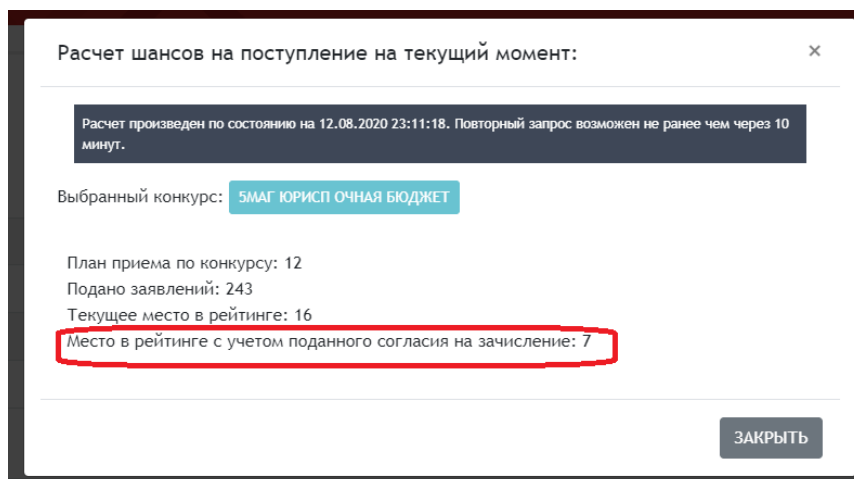 Расчет шансов на поступление на текущий момент:
×
Расчет произведен по состоянию на 12.08.2020 23:11:18. Повторный запрос возможен не ранее чем через 10
минут.
Выбранный конкурс: 5МАГ ЮРИСП ОЧНАЯ БЮДЖЕТ
План приема по конкурсу: 12
Подано заявлений: 243
Текущее место в рейтинге: 16
Место в рейтинге с учетом поданного согласия на зачисление: 7
ЗАКРЫТЬ